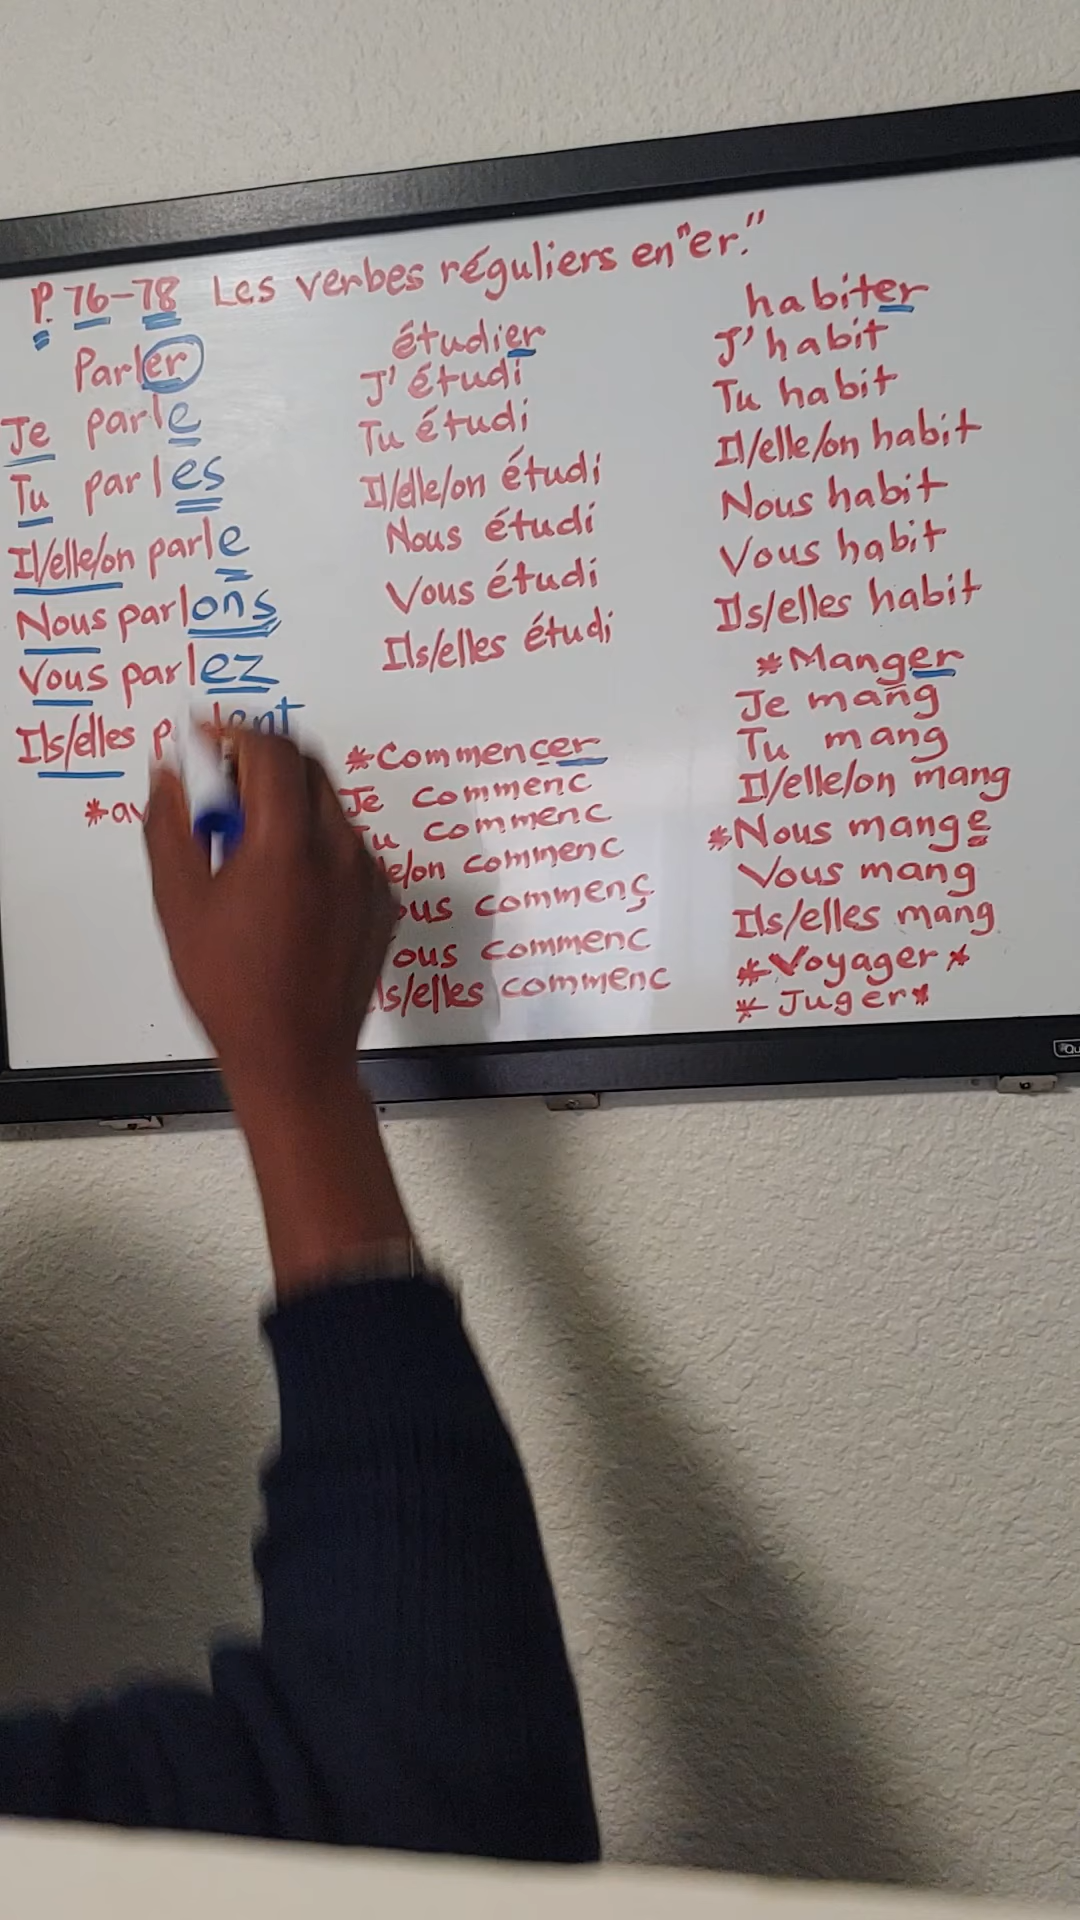 P. 76-78 Les verbes réguliers en "er."
Parler
Je parle
Tu parles
Il/elle/on parle
Nous parlons
Vous parlez
Ils/elles
étudier
J'étudi
Tu étudi
Il/elle/on étudi
Nous étudi
Vous étudi
Ils/elles étudi
*Commencer
Je commenc
commenc
on commenc
commenç
commenc
elles commenc
habiter
J'habit
Tu habit
Il/elle/on habit
Nous habit
Vous habit
Ils/elles habit
*Manger
Je mang
Tu mang
Il/elle/on mang
*Nous mange
Vous mang
Ils/elles mang
*Voyager*
*Juger*